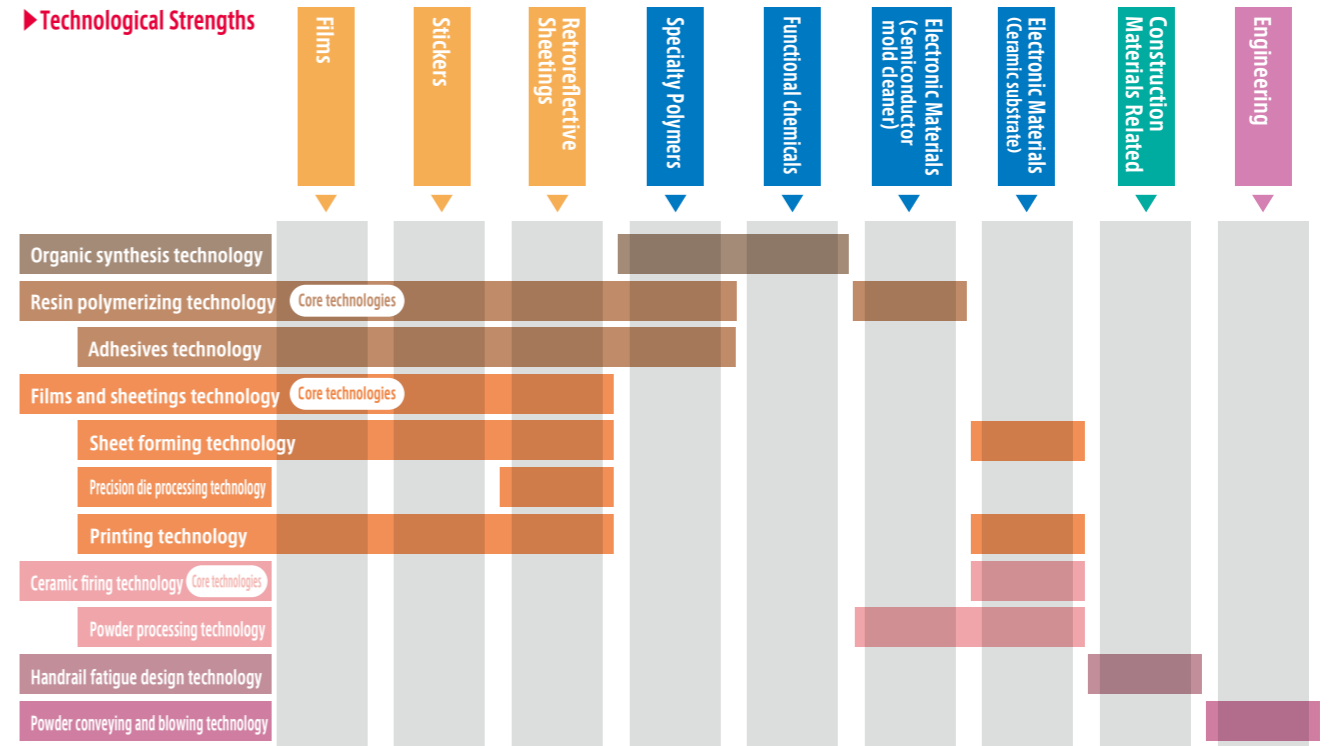 ▶Technological Strengths
Films
Stickers
Retroreflective
Sheetings
Specialty Polymers
Functional chemicals
Electronic Materials
(Semiconductor
mold cleaner)
Electronic Materials
((Ceramic substrate)
Construction
Materials Related
Engineering
Organic synthesis technology
Resin polymerizing technology Core technologies
Adhesives technology
Films and sheetings technology Core technologies
Sheet forming technology
Precision die processing technology
Printing technology
Ceramic firing technology Core technologies
Powder processing technology
Handrail fatigue design technology
Powder conveying and blowing technology